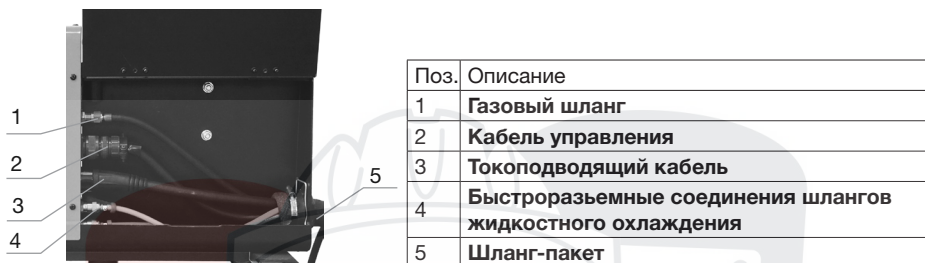 1
2
3
4
5
Поз. Описание
1 Газовый шланг
2 Кабель управления
3 Токоподводящий кабель
4 Быстроразьемные соединения шлангов
жидкостного охлаждения
5 Шланг-пакет